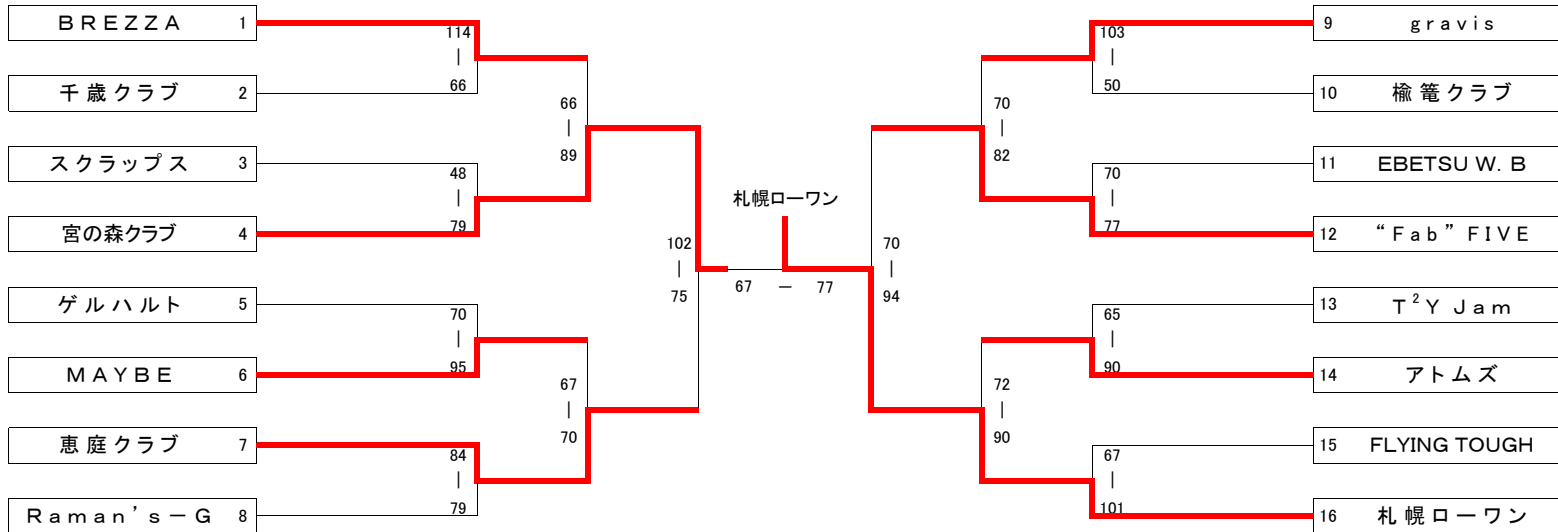 BREZZA 1
千歳クラブ 2
スクラップス 3
宮の森クラブ 4
ゲルハルト 5
MAYBE 6
恵庭クラブ 7
Raman's－G 8
114
|
66
48
|
79
70
|
95
84
|
79
66
|
89
67
|
70
102
|
75
札幌ローワン
67 － 77
70
|
94
70
|
82
72
|
90
103
|
50
70
|
77
65
|
90
67
|
101
9 gravis
10 楡篭クラブ
11 EBETSU W. B
12 “Fab” FIVE
13 T²Y Jam
14 アトムズ
15 FLYING TOUGH
16 札幌ローワン